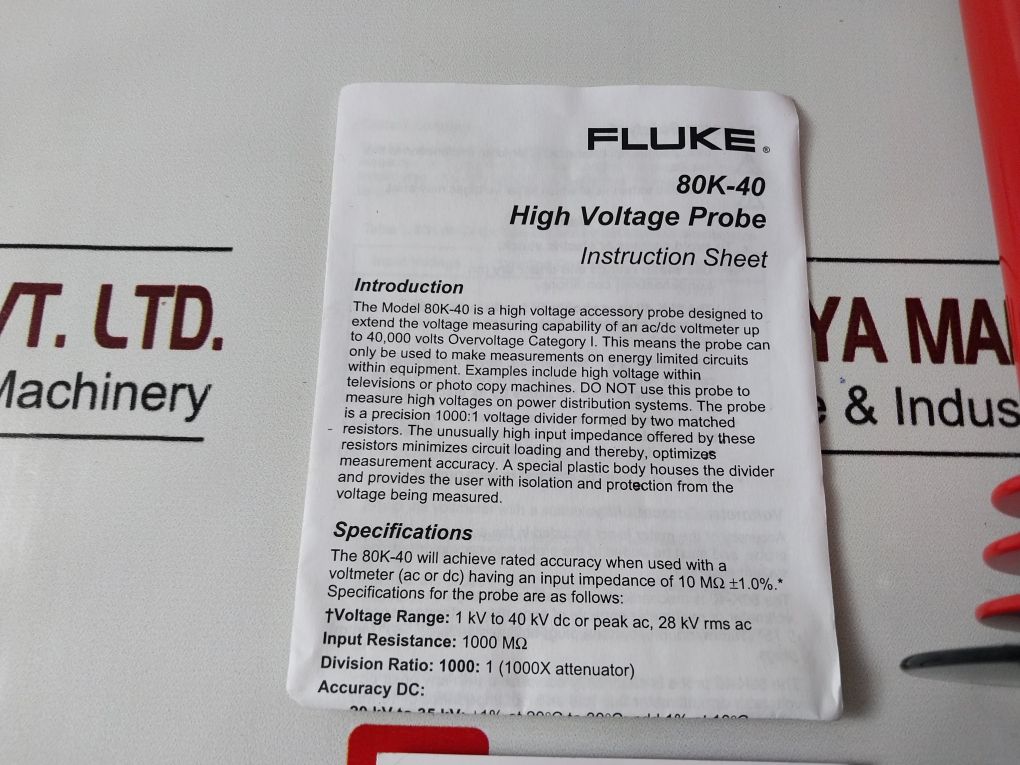 FLUKE®
80K-40
High Voltage Probe
Instruction Sheet
Introduction
The Model 80K-40 is a high voltage accessory probe designed to
extend the voltage measuring capability of an ac/dc voltmeter up
to 40,000 volts Overvoltage Category I. This means the probe can
only be used to make measurements on energy limited circuits
within equipment. Examples include high voltage within
televisions or photo copy machines. DO NOT use this probe to
measure high voltages on power distribution systems. The probe
is a precision 1000:1 voltage divider formed by two matched
resistors. The unusually high input impedance offered by these
resistors minimizes circuit loading and thereby, optimizes
measurement accuracy. A special plastic body houses the divider
and provides the user with isolation and protection from the
voltage being measured.
Specifications
The 80K-40 will achieve rated accuracy when used with a
voltmeter (ac or dc) having an input impedance of 10 MΩ ±1.0%.*
Specifications for the probe are as follows:
†Voltage Range: 1 kV to 40 kV dc or peak ac, 28 kV rms ac
Input Resistance: 1000 MΩ
Division Ratio: 1000: 1 (1000X attenuator)
Accuracy DC:
VT. LTD.
Machinery
YA MA
& Indus